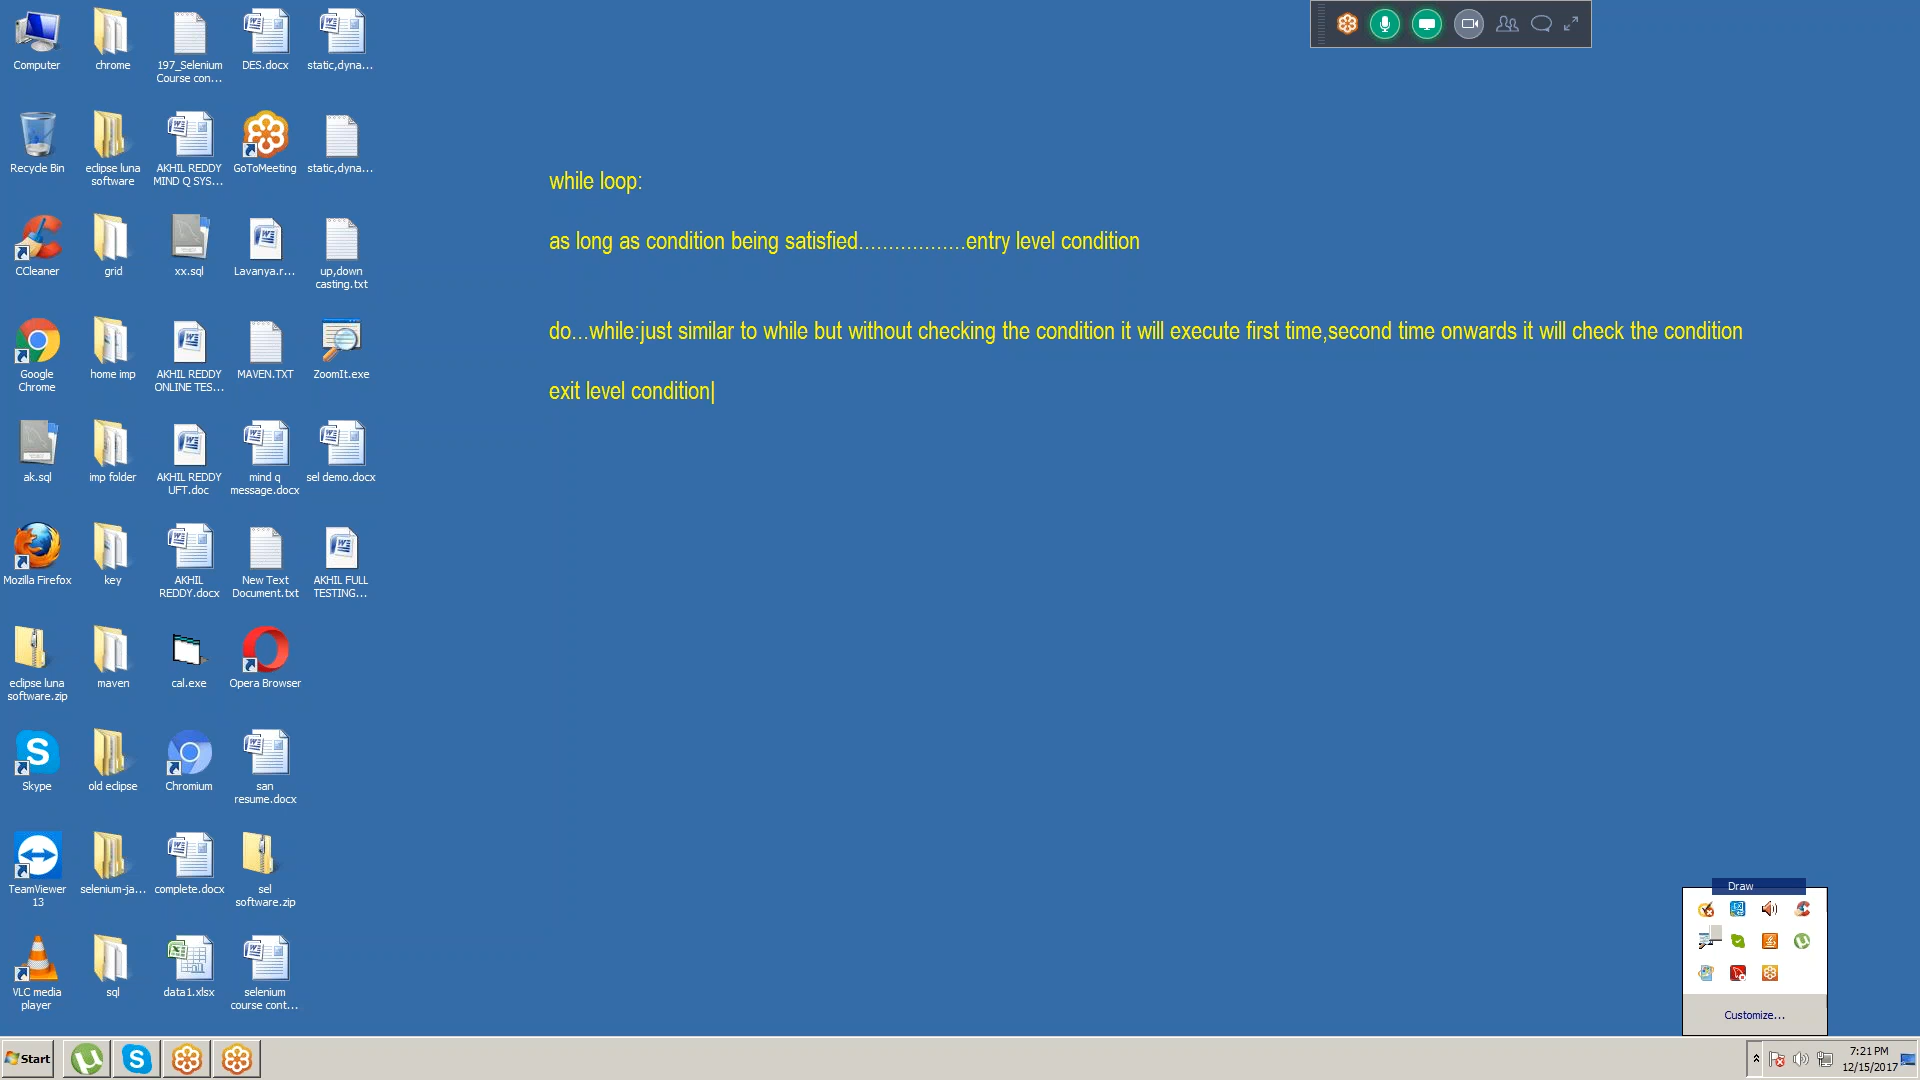 Computer
chrome
197_Selenium
Course con...
DES.docx
static,dyna...
Recycle Bin
eclipse luna
software
AKHIL REDDY
MIND Q SYS...
GoToMeeting
static,dyna...
CCleaner
grid
xx.sql
Lavanya.r...
up,down
casting.txt
Google
Chrome
home imp
AKHIL REDDY
ONLINE TES...
MAVEN.TXT
ZoomIt.exe
ak.sql
imp folder
AKHIL REDDY
UFT.doc
mind q
message.docx
sel demo.docx
Mozilla Firefox
key
AKHIL
REDDY.docx
New Text
Document.txt
AKHIL FULL
TESTING...
eclipse luna
software.zip
maven
cal.exe
Opera Browser
Skype
old eclipse
Chromium
san
resume.docx
TeamViewer
13
selenium-ja...
complete.docx
sel
software.zip
VLC media
player
sql
data1.xlsx
selenium
course cont...
while loop:
as long as condition being satisfied..................entry level condition
do...while:just similar to while but without checking the condition it will execute first time,second time onwards it will check the condition
exit level condition
Draw
Customize...
Start
7:21 PM
12/15/2017